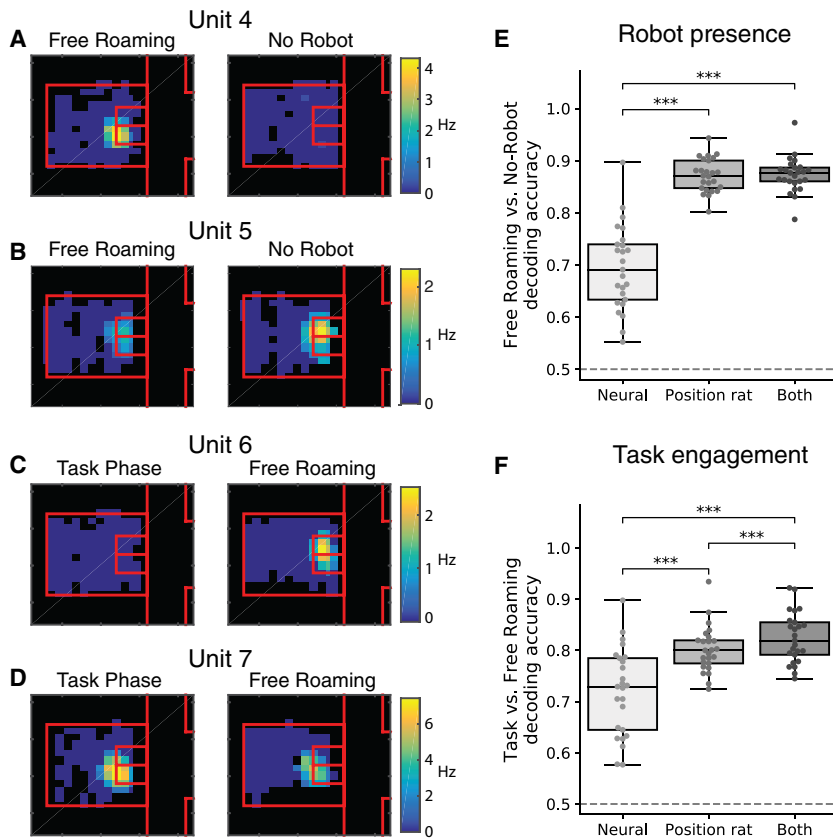 Unit 4
A
Free Roaming
No Robot
4
3
2
Hz
1
0
Unit 5
B
Free Roaming
No Robot
2
1
Hz
0
Unit 6
C
Task Phase
Free Roaming
2
1
Hz
0
Unit 7
D
Task Phase
Free Roaming
6
4
Hz
2
0
E
Robot presence
***
***
1.0
0.9
0.8
0.7
0.6
0.5
Free Roaming vs. No-Robot
decoding accuracy
Neural
Position rat
Both
F
Task engagement
***
***
***
1.0
0.9
0.8
0.7
0.6
0.5
Task vs. Free Roaming
decoding accuracy
Neural
Position rat
Both